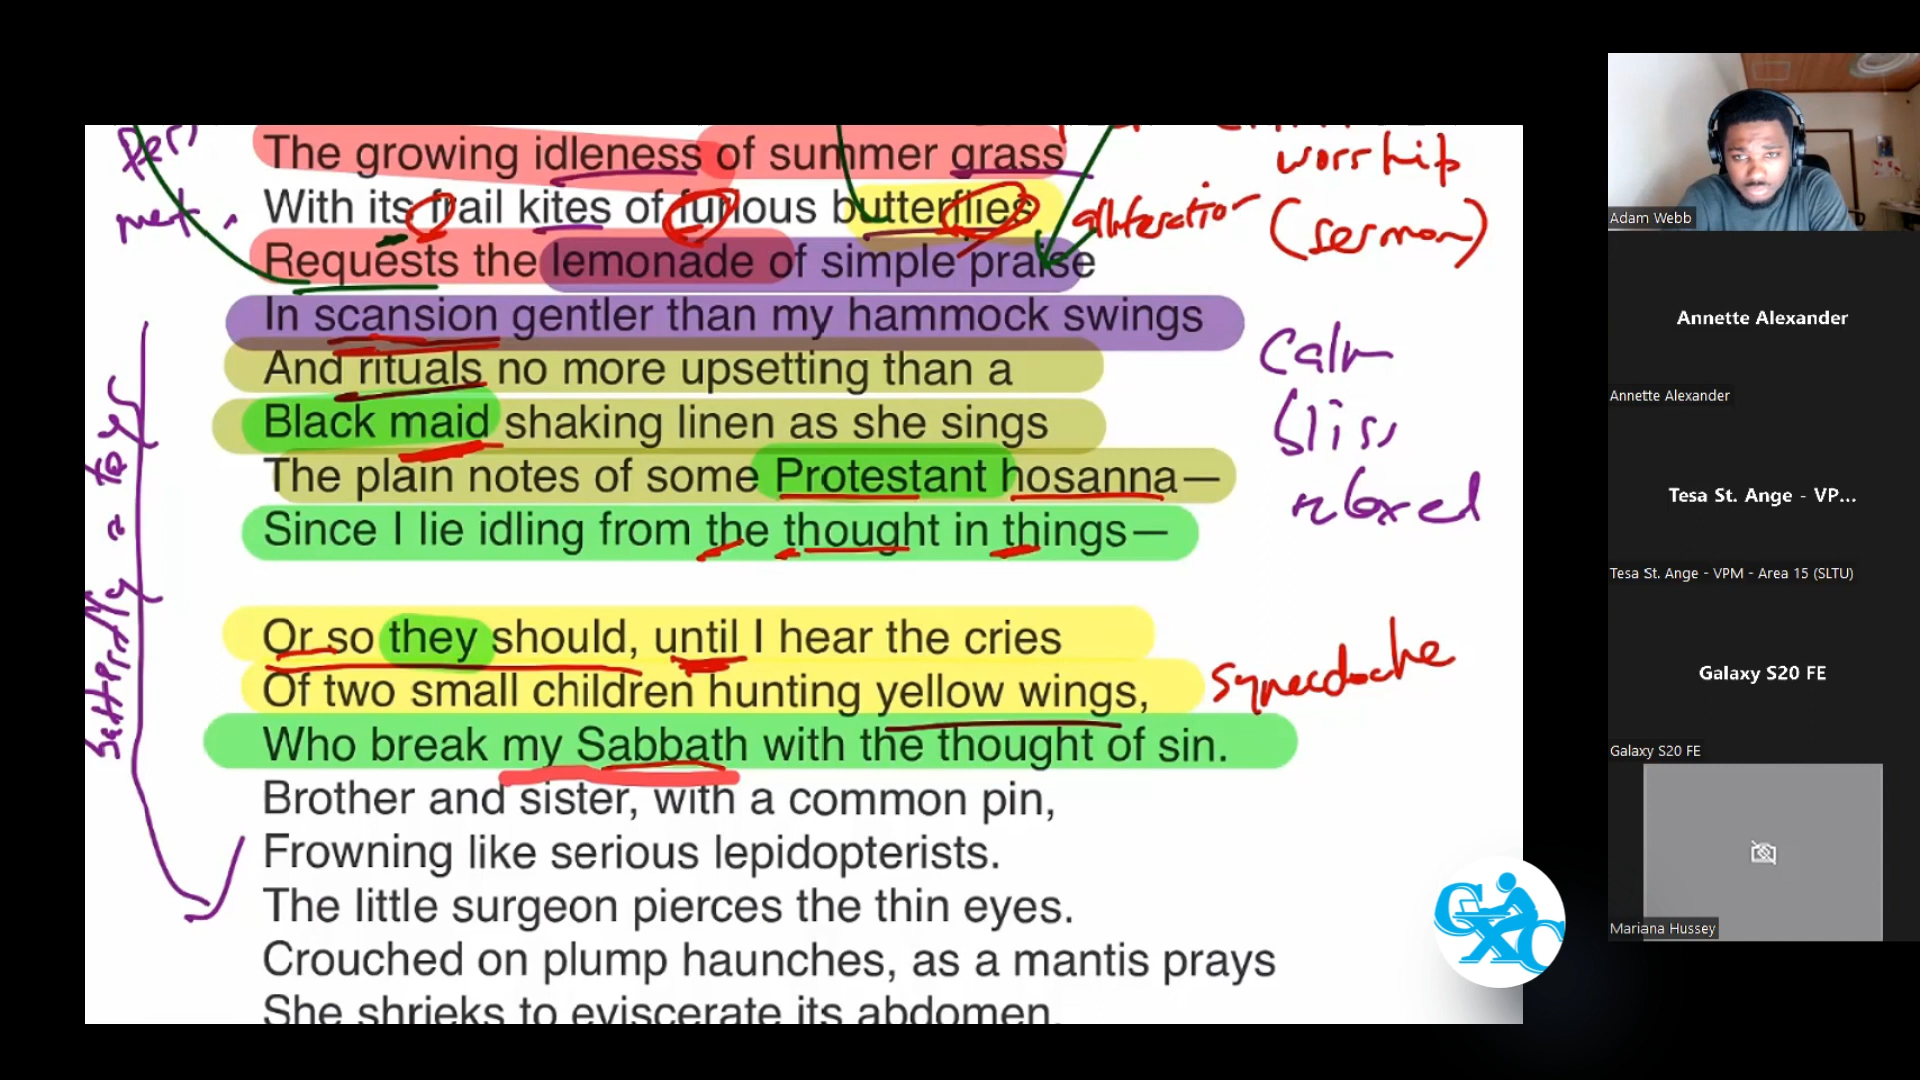 worship
The growing idleness of summer grass
With its frail kites of furious butterflies
alliteration
(sermon)
Requests the lemonade of simple praise
In scansion gentler than my hammock swings
calm
And rituals no more upsetting than a
Black maid shaking linen as she sings
bliss
The plain notes of some Protestant hosanna—
relaxed
Since I lie idling from the thought in things—
Or so they should, until I hear the cries
synecdoche
Of two small children hunting yellow wings,
Who break my Sabbath with the thought of sin.
Brother and sister, with a common pin,
Frowning like serious lepidopterists.
The little surgeon pierces the thin eyes.
Crouched on plump haunches, as a mantis prays
She shrieks to eviscerate its abdomen.
butterfly = toys
GXC
Adam Webb
Annette Alexander
Annette Alexander
Tesa St. Ange - VP...
Tesa St. Ange - VPM - Area 15 (SLTU)
Galaxy S20 FE
Galaxy S20 FE
Mariana Hussey